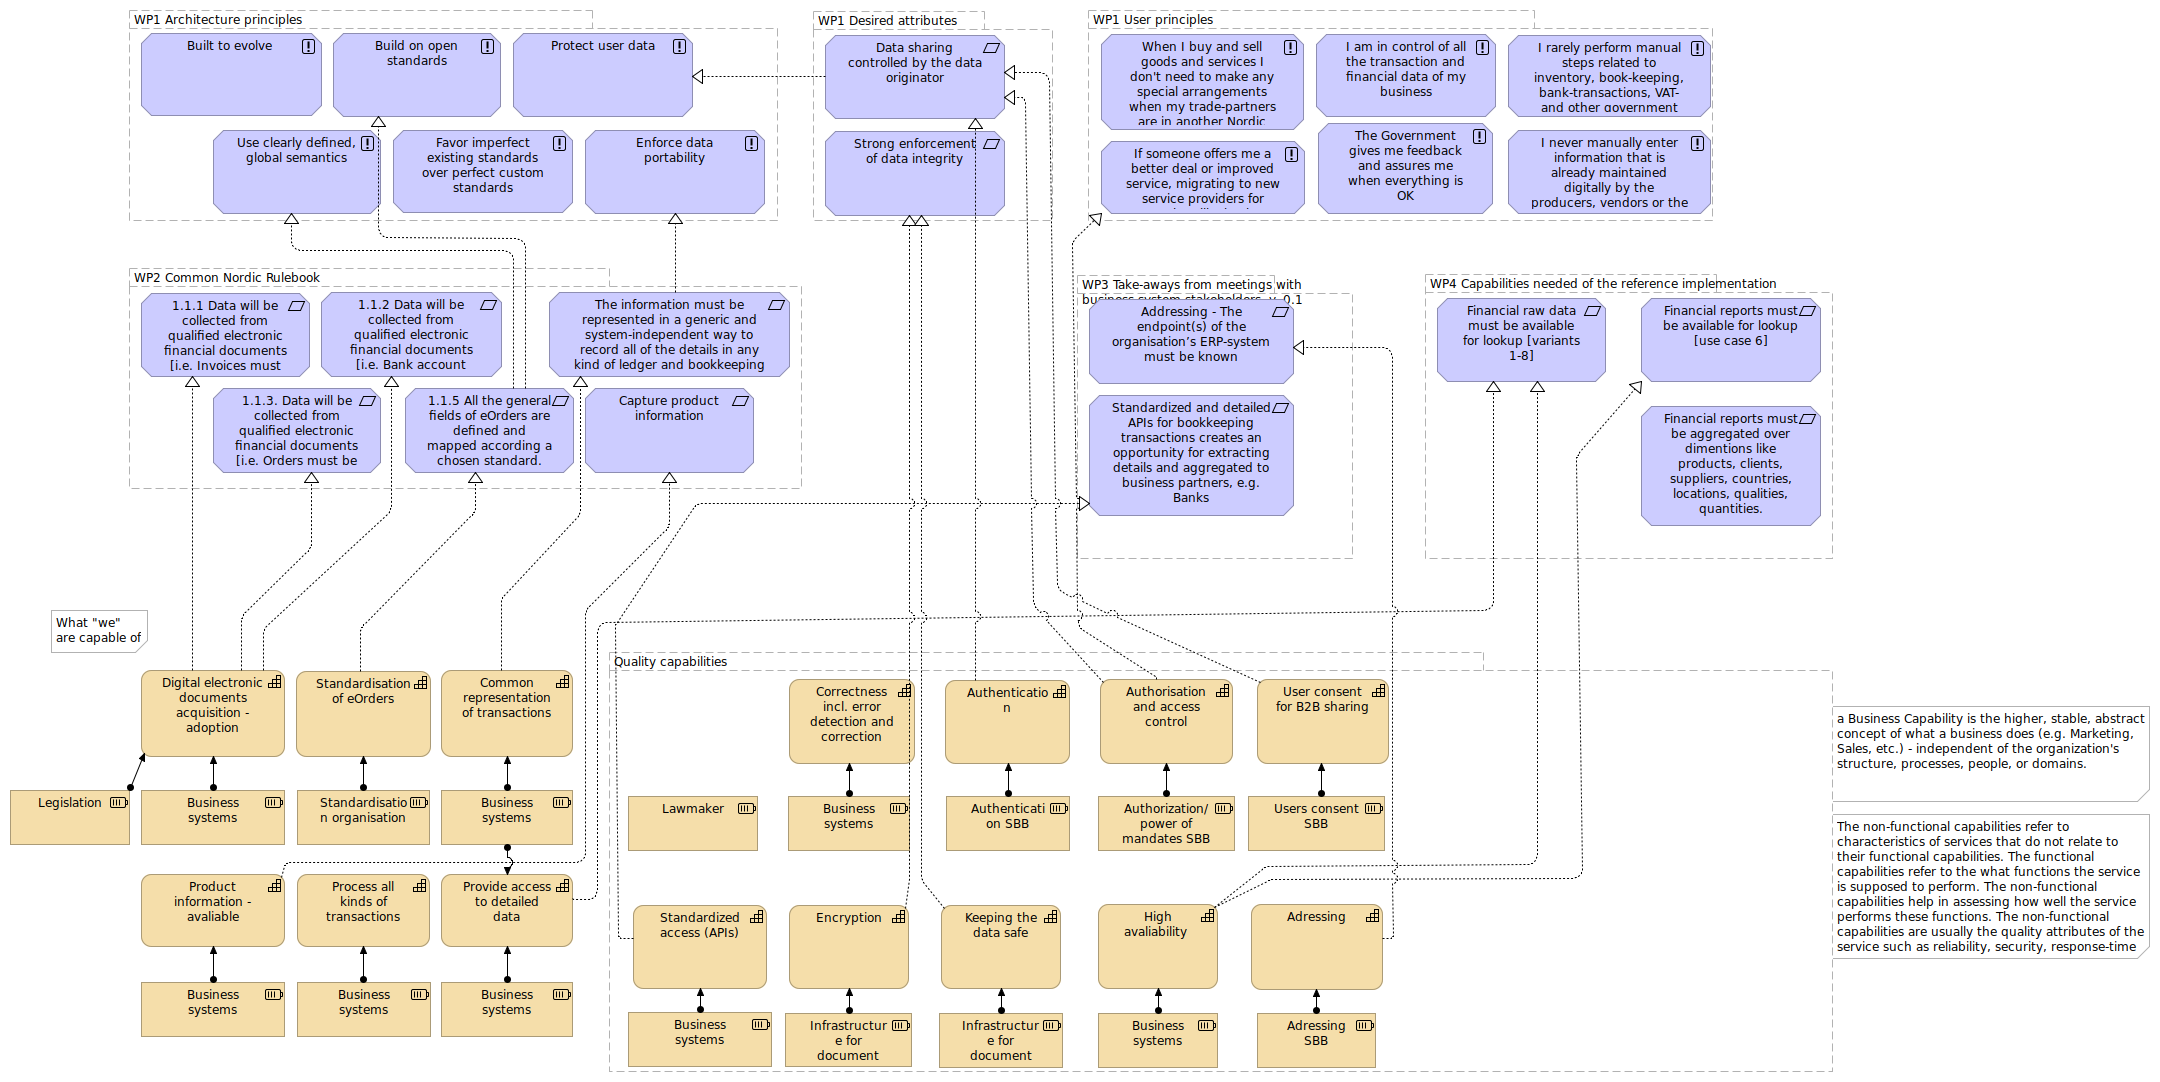 WP1 Architecture principles
Built to evolve
Build on open
standards
Protect user data
Use clearly defined,
global semantics
Favor imperfect
existing standards
over perfect custom
standards
Enforce data
portability
WP1 Desired attributes
Data sharing
controlled by the data
originator
Strong enforcement
of data integrity
WP1 User principles
When I buy and sell
goods and services I
don't need to make any
special arrangements
when my trade-partners
are in another Nordic
I am in control of all
the transaction and
financial data of my
business
I rarely perform manual
steps related to
inventory, book-keeping,
bank-transactions, VAT-
and other government
If someone offers me a
better deal or improved
service, migrating to new
service providers for
The Government
gives me feedback
and assures me
when everything is
OK
I never manually enter
information that is
already maintained
digitally by the
producers, vendors or the
WP2 Common Nordic Rulebook
1.1.1 Data will be
collected from
qualified electronic
financial documents
[i.e. Invoices must
1.1.2 Data will be
collected from
qualified electronic
financial documents
[i.e. Bank account
The information must be
represented in a generic and
system-independent way to
record all of the details in any
kind of ledger and bookkeeping
1.1.3. Data will be
collected from
qualified electronic
financial documents
[i.e. Orders must be
1.1.5 All the general
fields of eOrders are
defined and
mapped according a
chosen standard.
Capture product
information
WP3 Take-aways from meetings with
business system stakeholders, v. 0.1
Addressing - The
endpoint(s) of the
organisation’s ERP-system
must be known
Standardized and detailed
APIs for bookkeeping
transactions creates an
opportunity for extracting
details and aggregated to
business partners, e.g.
Banks
WP4 Capabilities needed of the reference implementation
Financial raw data
must be available
for lookup [variants
1-8]
Financial reports must
be available for lookup
[use case 6]
Financial reports must
be aggregated over
dimentions like
products, clients,
suppliers, countries,
locations, qualities,
quantities.
What "we"
are capable of
Digital electronic
documents
acquisition -
adoption
Standardisation
of eOrders
Common
representation
of transactions
Legislation
Business
systems
Standardisatio
n organisation
Business
systems
Product
information -
avaliable
Process all
kinds of
transactions
Provide access
to detailed
data
Business
systems
Business
systems
Business
systems
Quality capabilities
Correctness
incl. error
detection and
correction
Authenticatio
n
Authorisation
and access
control
User consent
for B2B sharing
Lawmaker
Business
systems
Authenticati
on SBB
Authorization/
power of
mandates SBB
Users consent
SBB
Standardized
access (APIs)
Encryption
Keeping the
data safe
High
avaliability
Adressing
Business
systems
Infrastructur
e for
document
Infrastructur
e for
document
Business
systems
Adressing
SBB
a Business Capability is the higher, stable, abstract
concept of what a business does (e.g. Marketing,
Sales, etc.) - independent of the organization's
structure, processes, people, or domains.
The non-functional capabilities refer to
characteristics of services that do not relate to
their functional capabilities. The functional
capabilities refer to the what functions the service
is supposed to perform. The non-functional
capabilities help in assessing how well the service
performs these functions. The non-functional
capabilities are usually the quality attributes of the
service such as reliability, security, response-time